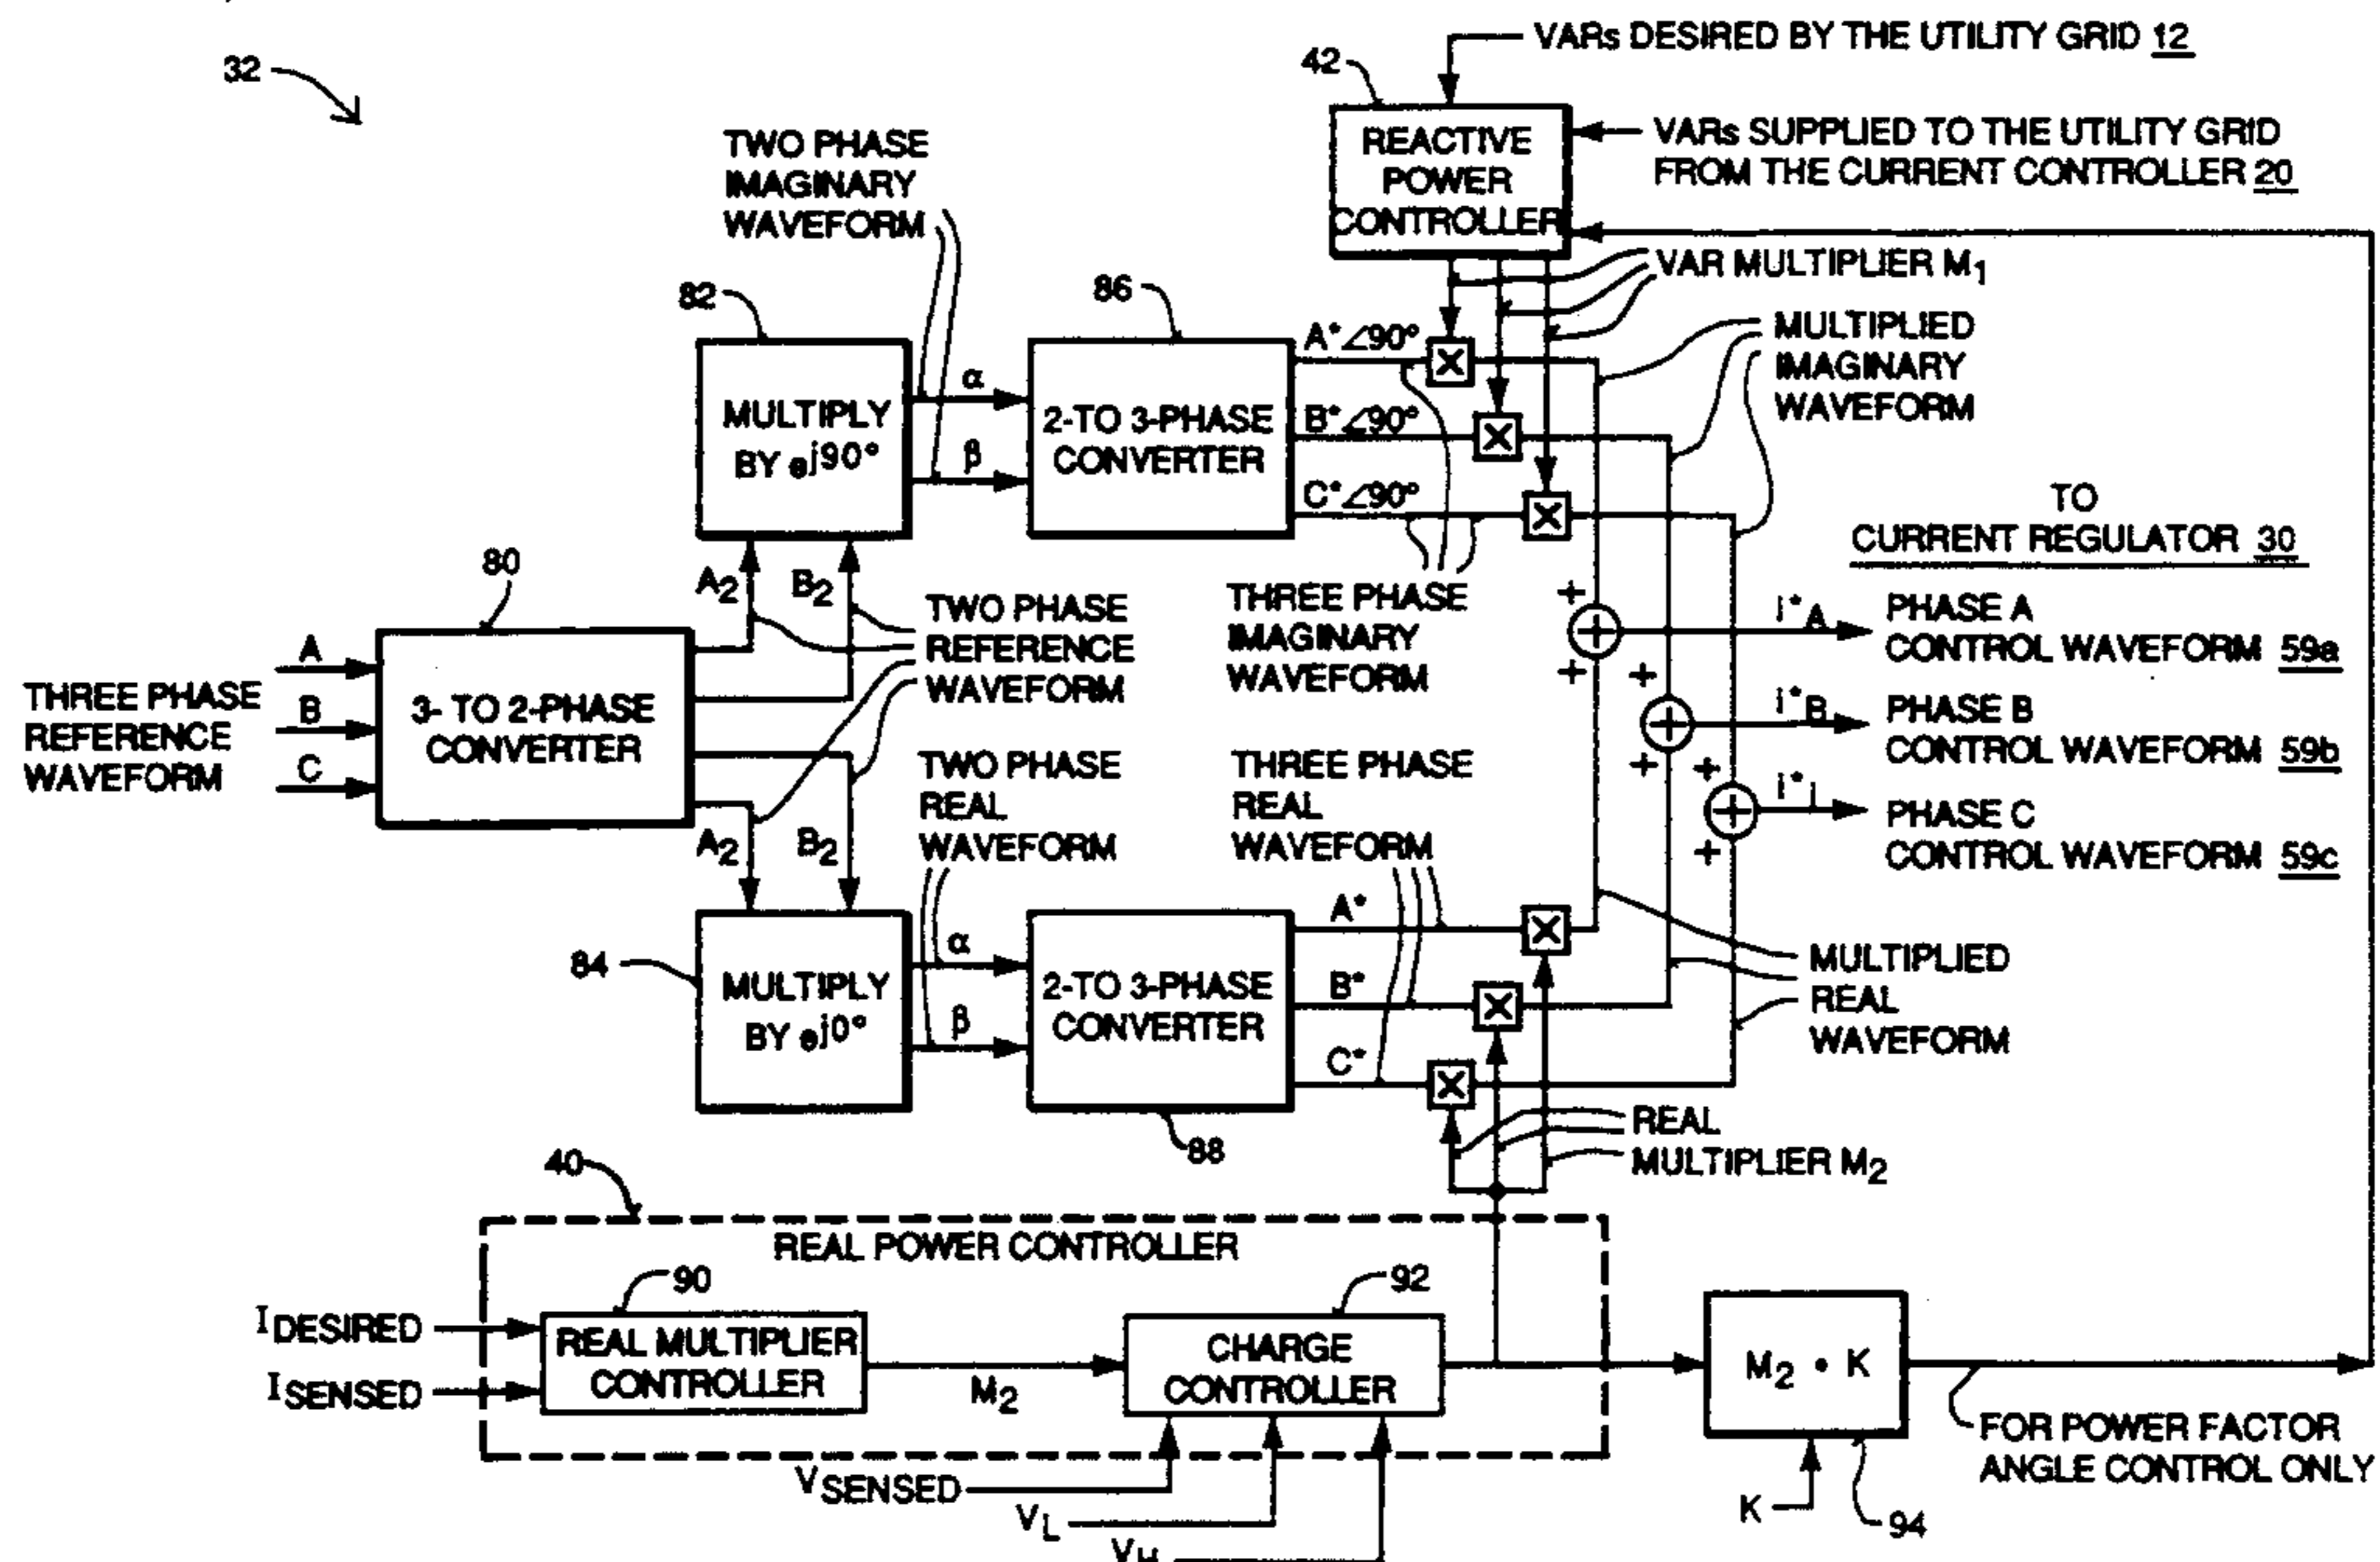 32
VARs DESIRED BY THE UTILITY GRID 12
42
REACTIVE
POWER
CONTROLLER
VARs SUPPLIED TO THE UTILITY GRID
FROM THE CURRENT CONTROLLER 20
VAR MULTIPLIER M1
TWO PHASE
IMAGINARY
WAVEFORM
82
MULTIPLY
BY ej90°
α
β
86
2-TO 3-PHASE
CONVERTER
A*∠90°
B*∠90°
C*∠90°
MULTIPLIED
IMAGINARY
WAVEFORM
TO
CURRENT REGULATOR 30
80
A2
B2
TWO PHASE
REFERENCE
WAVEFORM
THREE PHASE
IMAGINARY
WAVEFORM
THREE PHASE
REFERENCE
WAVEFORM
A
B
C
3- TO 2-PHASE
CONVERTER
+
+
I*A
PHASE A
CONTROL WAVEFORM 59a
+
+
I*B
PHASE B
CONTROL WAVEFORM 59b
+
+
PHASE C
CONTROL WAVEFORM 59c
A2
B2
TWO PHASE
REAL
WAVEFORM
THREE PHASE
REAL
WAVEFORM
84
MULTIPLY
BY ej0°
α
β
2-TO 3-PHASE
CONVERTER
88
A*
B*
C*
MULTIPLIED
REAL
WAVEFORM
REAL
MULTIPLIER M2
40
REAL POWER CONTROLLER
90
I DESIRED
I SENSED
REAL MULTIPLIER
CONTROLLER
M2
92
CHARGE
CONTROLLER
V SENSED
VL
VH
M2 • K
K
94
FOR POWER FACTOR
ANGLE CONTROL ONLY